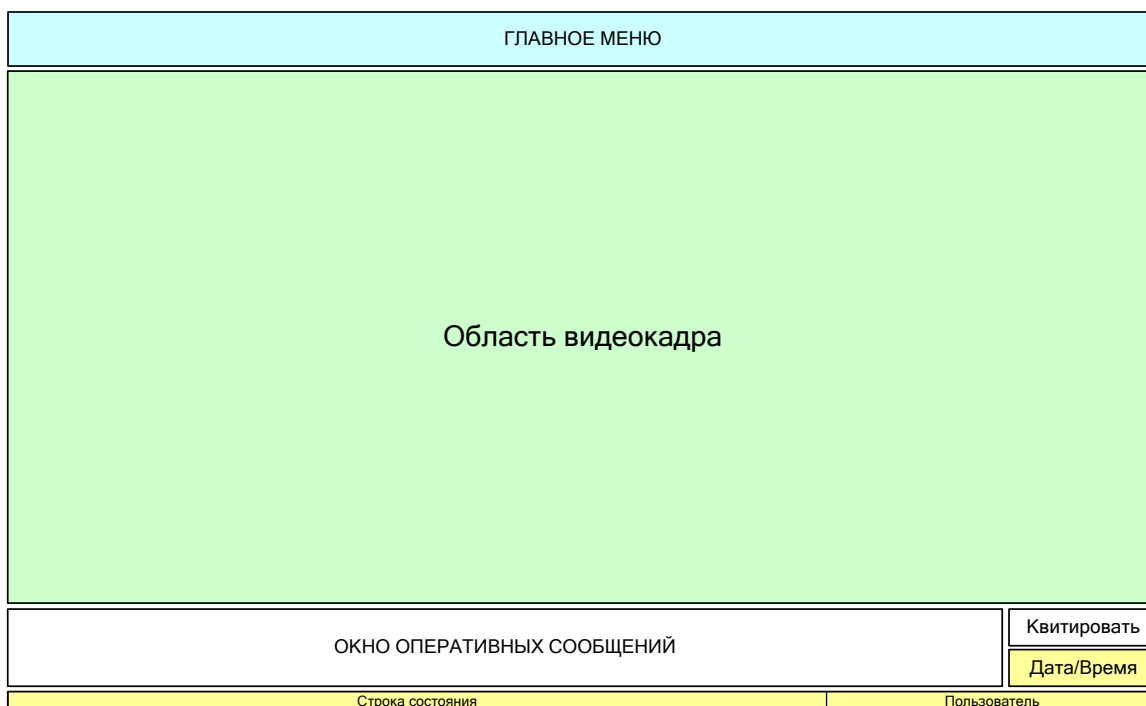 ГЛАВНОЕ МЕНЮ
Область видеокадра
ОКНО ОПЕРАТИВНЫХ СООБЩЕНИЙ
Квитировать
Дата/Время
Строка состояния
Пользователь